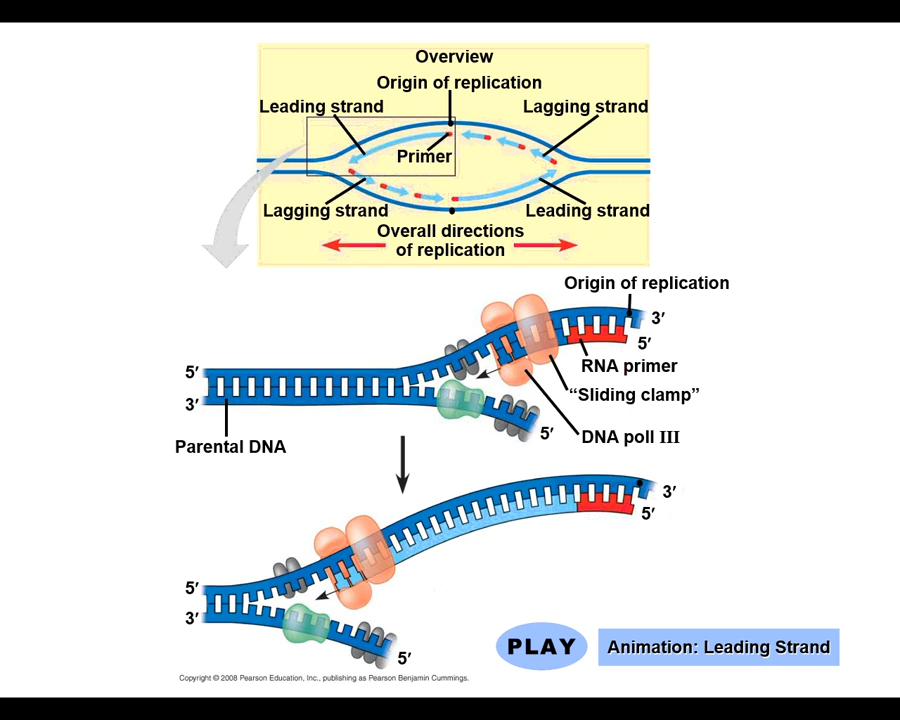 Overview
Origin of replication
Leading strand
Lagging strand
Primer
Lagging strand
Leading strand
Overall directions
of replication
Origin of replication
3′
5′
RNA primer
“Sliding clamp”
DNA poll III
5′
3′
5′
Parental DNA
3′
5′
5′
3′
5′
PLAY
Animation: Leading Strand
Copyright © 2008 Pearson Education, Inc., publishing as Pearson Benjamin Cummings.